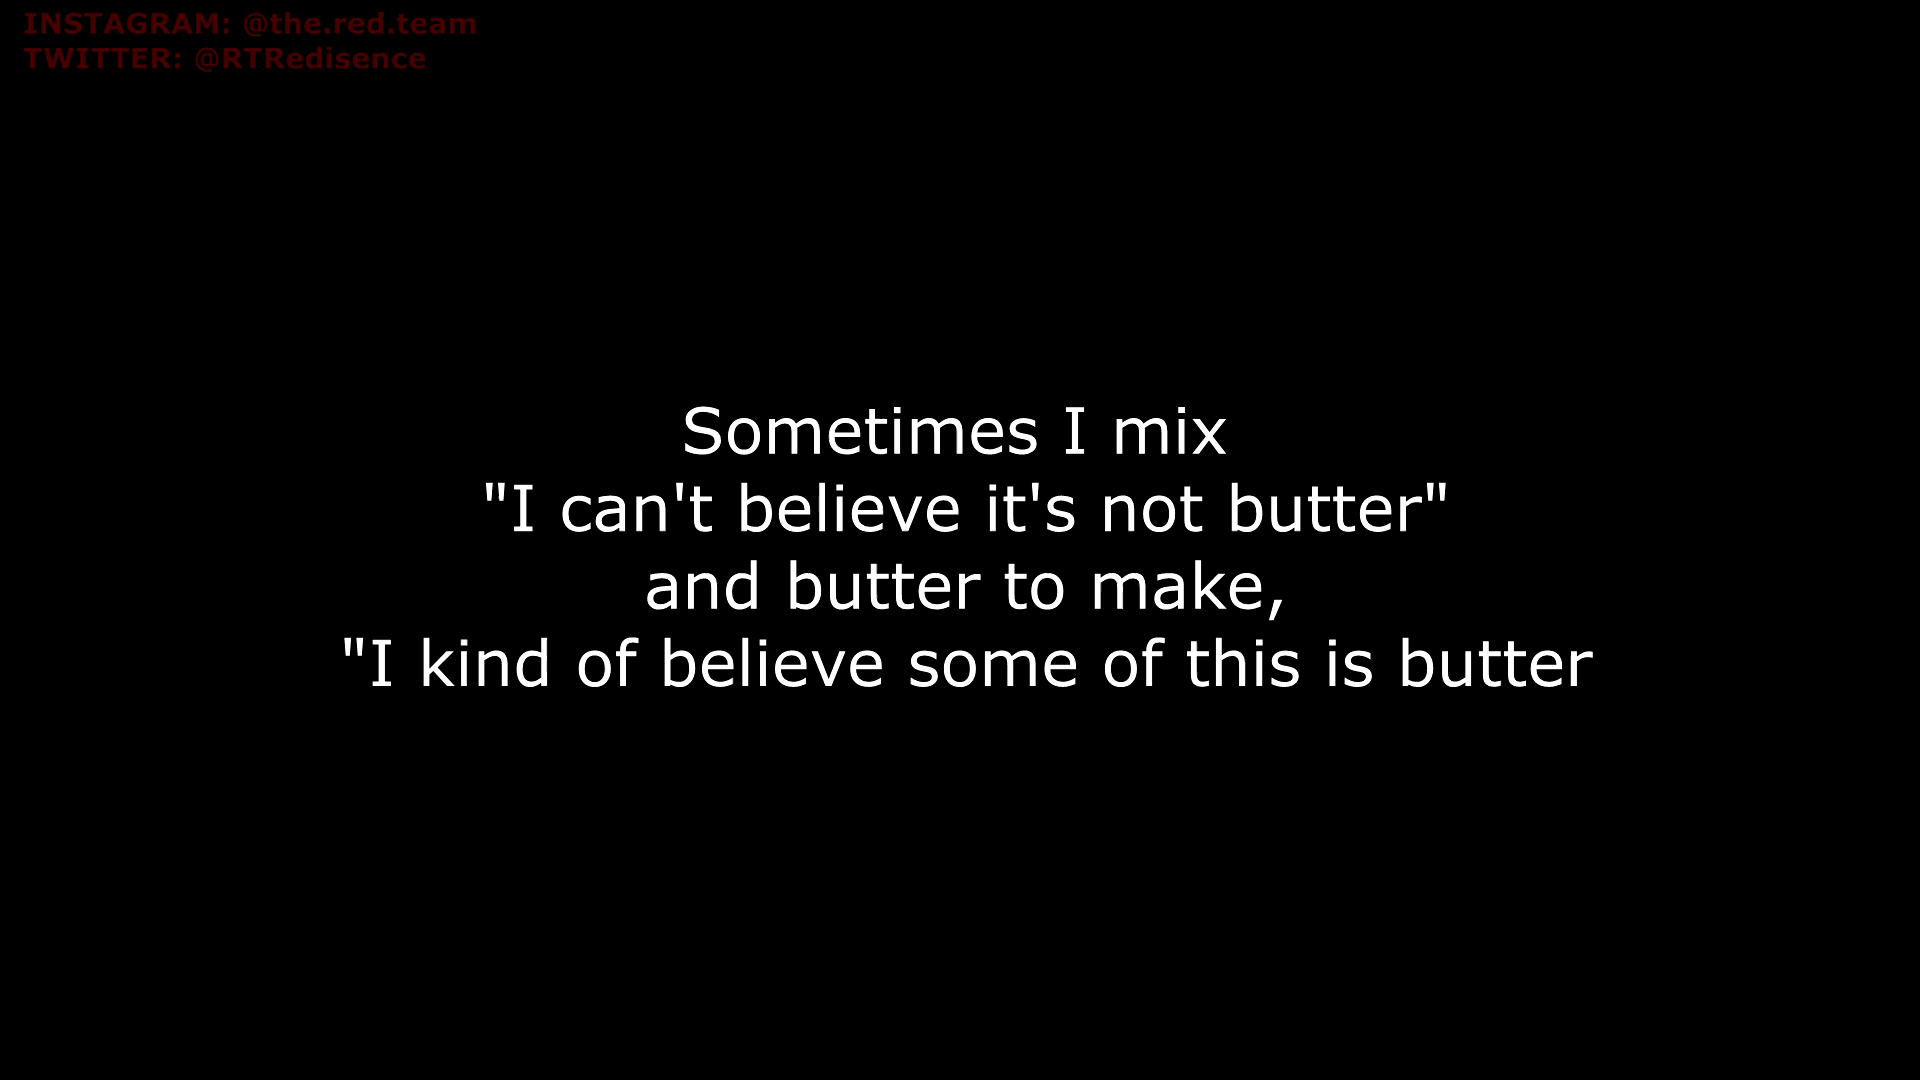 INSTAGRAM: @the.red.team
TWITTER: @RTRedisence
Sometimes I mix
"I can't believe it's not butter"
and butter to make,
"I kind of believe some of this is butter